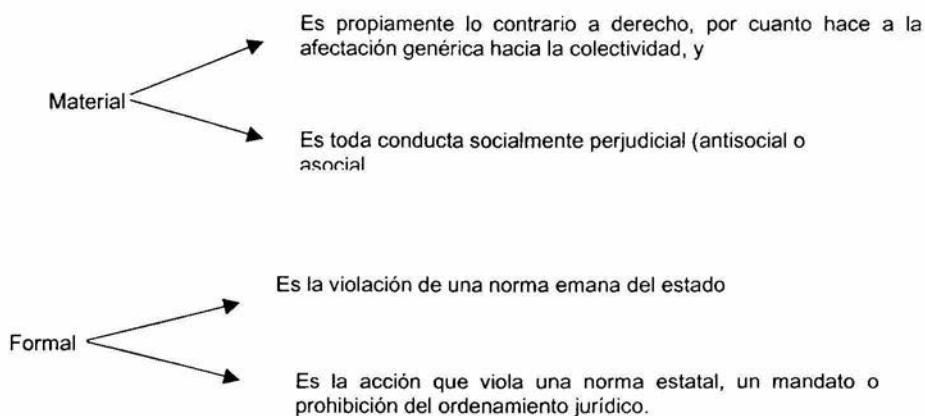 Es propiamente lo contrario a derecho, por cuanto hace a la
afectación genérica hacia la colectividad, y
Material
Es toda conducta socialmente perjudicial (antisocial o
asocial
Es la violación de una norma emana del estado
Formal
Es la acción que viola una norma estatal, un mandato o
prohibición del ordenamiento jurídico.